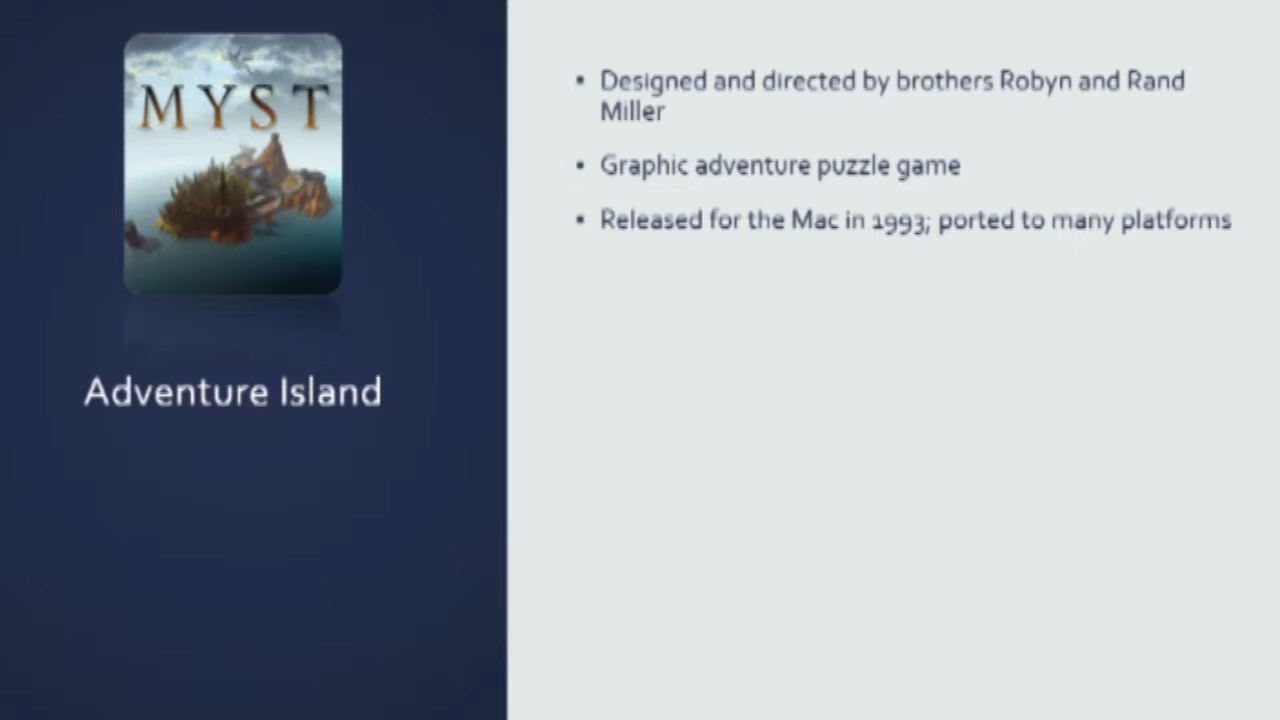 MYST
Adventure Island
▪ Designed and directed by brothers Robyn and Rand
Miller
▪ Graphic adventure puzzle game
▪ Released for the Mac in 1993; ported to many platforms